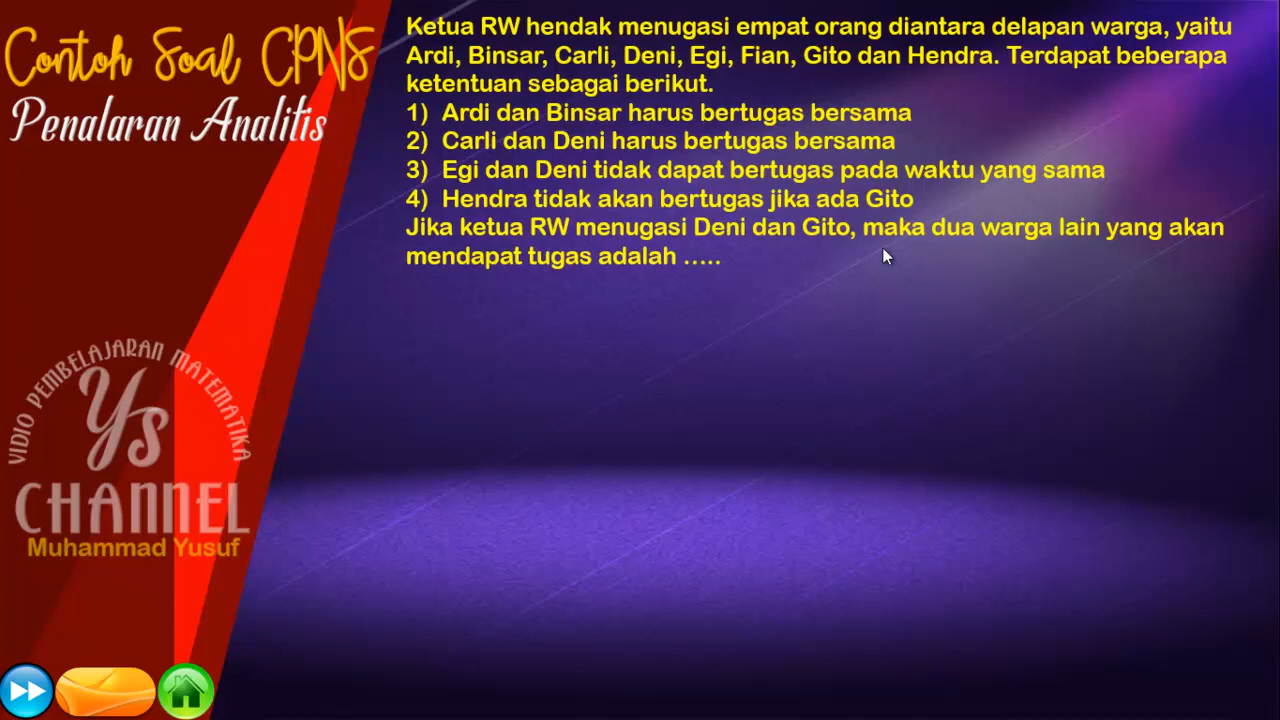 Contoh Soal CPNS
Penalaran Analitis
Ketua RW hendak menugasi empat orang diantara delapan warga, yaitu
Ardi, Binsar, Carli, Deni, Egi, Fian, Gito dan Hendra. Terdapat beberapa
ketentuan sebagai berikut.
1) Ardi dan Binsar harus bertugas bersama
2) Carli dan Deni harus bertugas bersama
3) Egi dan Deni tidak dapat bertugas pada waktu yang sama
4) Hendra tidak akan bertugas jika ada Gito
Jika ketua RW menugasi Deni dan Gito, maka dua warga lain yang akan
mendapat tugas adalah .....
VIDIO PEMBELAJARAN MATEMATIKA
Ys
CHANNEL
Muhammad Yusuf